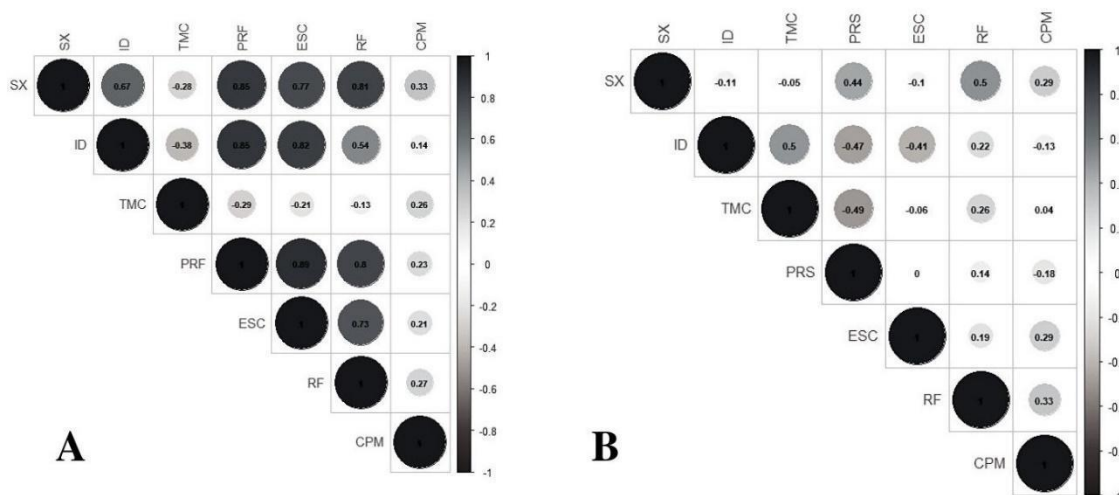 SX ID TMC PRF ESC RF CPM
SX 1 0.67 -0.28 0.85 0.77 0.81 0.33
ID 1 -0.38 0.85 0.82 0.54 0.14
TMC 1 -0.29 -0.21 -0.13 0.26
PRF 1 0.89 0.8 0.23
ESC 1 0.73 0.21
RF 1 0.27
CPM 1
1
0.8
0.6
0.4
0.2
0
-0.2
-0.4
-0.6
-0.8
-1
A
SX ID TMC PRS ESC RF CPM
SX 1 -0.11 -0.05 0.44 -0.1 0.5 0.29
ID 1 0.5 -0.47 -0.41 0.22 -0.13
TMC 1 -0.49 -0.06 0.26 0.04
PRS 1 0 0.14 -0.18
ESC 1 0.19 0.29
RF 1 0.33
CPM 1
B